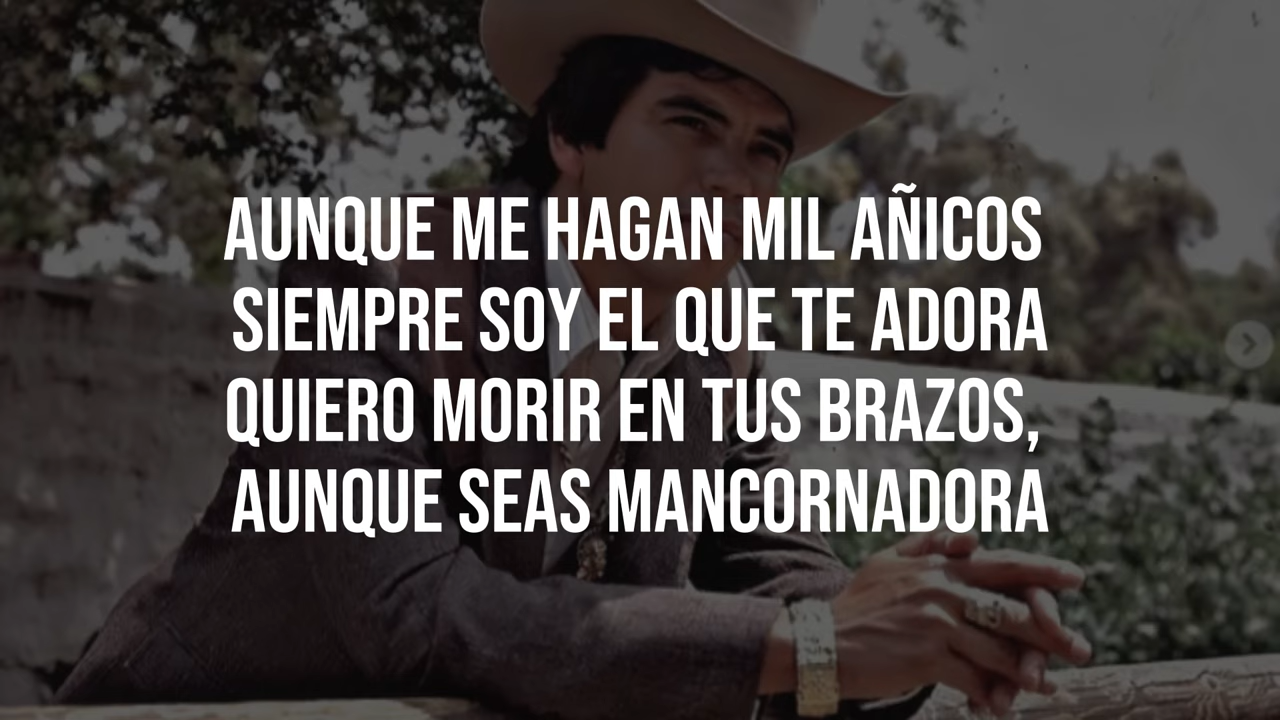 AUNQUE ME HAGAN MIL AÑICOS
SIEMPRE SOY EL QUE TE ADORA
QUIERO MORIR EN TUS BRAZOS,
AUNQUE SEAS MANCORNADORA